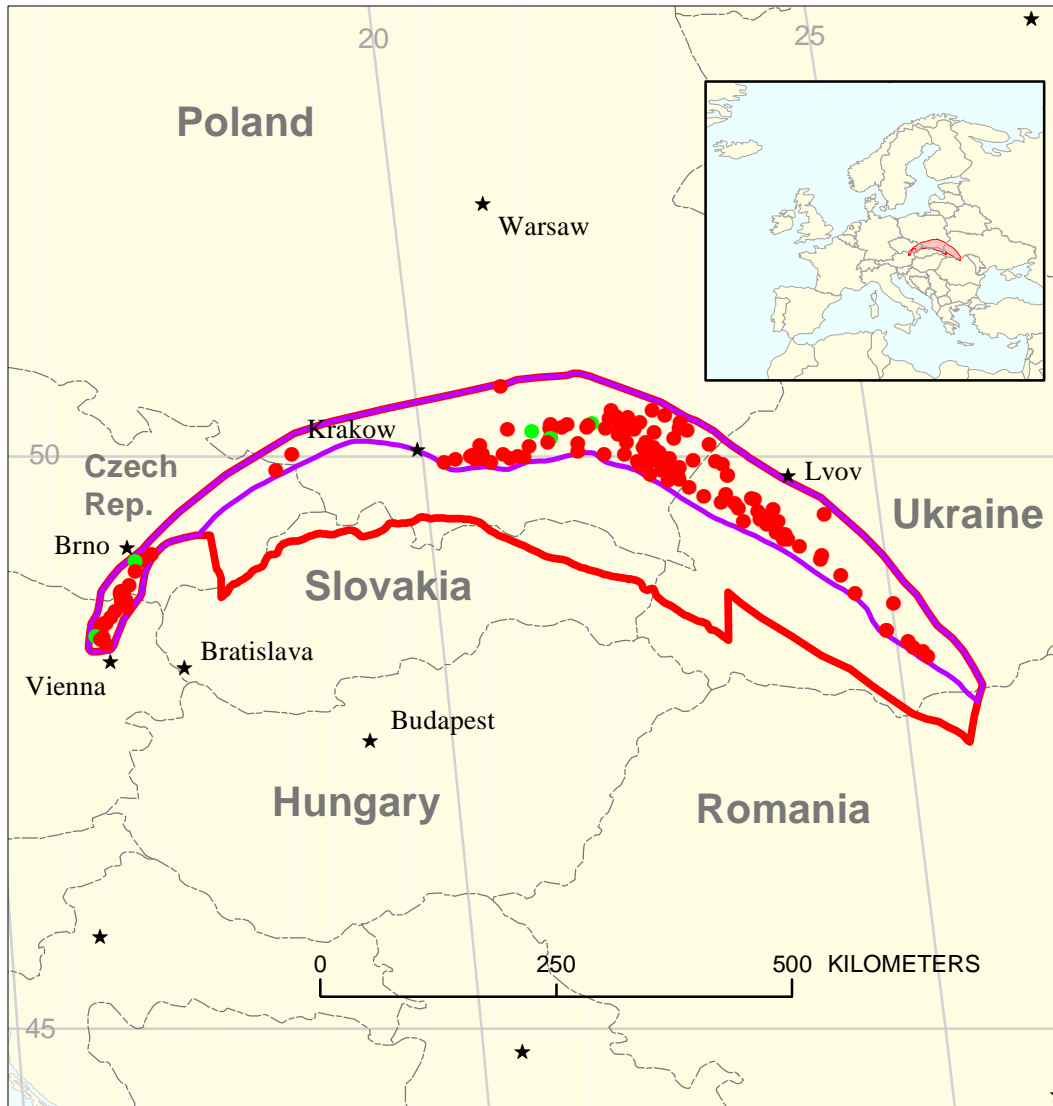 20
25
Poland
Warsaw
Krakow
50
Czech
Rep.
Lvov
Ukraine
Brno
Slovakia
Bratislava
Vienna
Budapest
Hungary
Romania
0 250 500 KILOMETERS
45